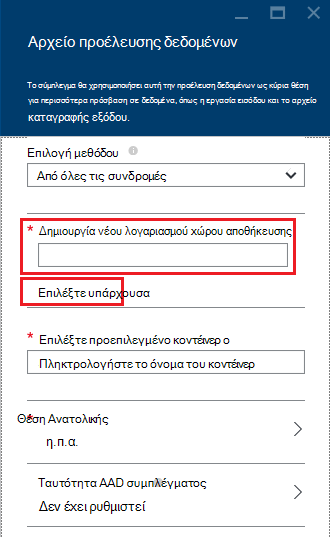 Αρχείο προέλευσης δεδομένων
Το σύμπλεγμα θα χρησιμοποιήσει αυτή την προέλευση δεδομένων ως κύρια θέση
για περισσότερα πρόσβαση σε δεδομένα, όπως η εργασία εισόδου και το αρχείο
καταγραφής εξόδου.
Επιλογή μεθόδου
Από όλες τις συνδρομές
* Δημιουργία νέου λογαριασμού χώρου αποθήκευσης
Επιλέξτε υπάρχουσα
* Επιλέξτε προεπιλεγμένο κοντέινερ ο
Πληκτρολογήστε το όνομα του κοντέινερ
* Θέση Ανατολικής
η.π.α.
Ταυτότητα AAD συμπλέγματος
Δεν έχει ρυθμιστεί